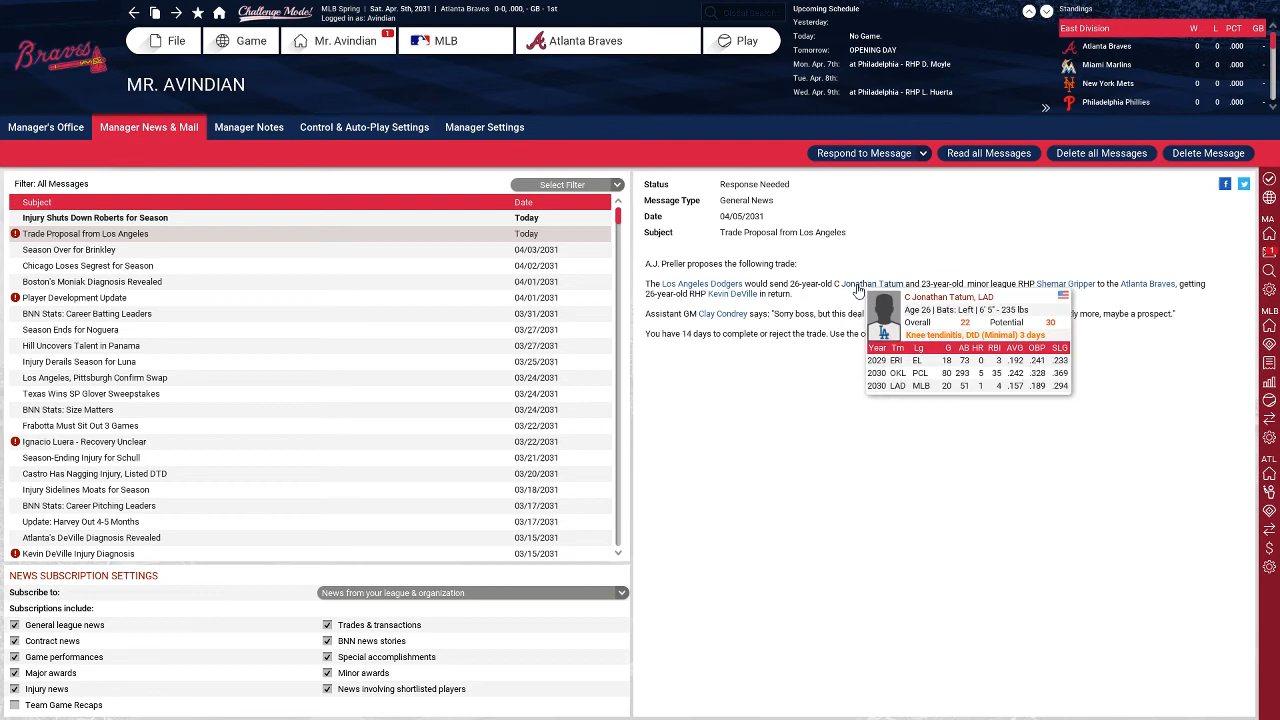 Challenge Mode!
MLB Spring | Sat. Apr. 5th, 2031 | Atlanta Braves 0-0, .000, - GB - 1st
Logged in as: Avindian
Global Search...
Upcoming Schedule
Yesterday:
Today: No Game.
Tomorrow: OPENING DAY
Mon. Apr. 7th: at Philadelphia - RHP D. Moyle
Tue. Apr. 8th:
Wed. Apr. 9th: at Philadelphia - RHP L. Huerta
Standings
East Division W L PCT GB
Atlanta Braves 0 0 .000 -
Miami Marlins 0 0 .000 -
New York Mets 0 0 .000 -
Philadelphia Phillies 0 0 .000 -
Braves
File
Game
Mr. Avindian 1
MLB
Atlanta Braves
Play
MR. AVINDIAN
Manager's Office
Manager News & Mail
Manager Notes
Control & Auto-Play Settings
Manager Settings
Respond to Message
Read all Messages
Delete all Messages
Delete Message
Filter: All Messages
Select Filter
Subject Date
Injury Shuts Down Roberts for Season Today
Trade Proposal from Los Angeles Today
Season Over for Brinkley 04/03/2031
Chicago Loses Segrest for Season 04/01/2031
Boston's Moniak Diagnosis Revealed 04/01/2031
Player Development Update 04/01/2031
BNN Stats: Career Batting Leaders 03/31/2031
Season Ends for Noguera 03/27/2031
Hill Uncovers Talent in Panama 03/27/2031
Injury Derails Season for Luna 03/25/2031
Los Angeles, Pittsburgh Confirm Swap 03/24/2031
Texas Wins SP Glover Sweepstakes 03/24/2031
BNN Stats: Size Matters 03/24/2031
Frabotta Must Sit Out 3 Games 03/22/2031
Ignacio Luera - Recovery Unclear 03/22/2031
Season-Ending Injury for Schull 03/21/2031
Castro Has Nagging Injury, Listed DTD 03/20/2031
Injury Sidelines Moats for Season 03/18/2031
BNN Stats: Career Pitching Leaders 03/17/2031
Update: Harvey Out 4-5 Months 03/17/2031
Atlanta's DeVille Diagnosis Revealed 03/15/2031
Kevin DeVille Injury Diagnosis 03/15/2031
NEWS SUBSCRIPTION SETTINGS
Subscribe to: News from your league & organization
Subscriptions include:
General league news
Trades & transactions
Contract news
BNN news stories
Game performances
Special accomplishments
Major awards
Minor awards
Injury news
News involving shortlisted players
Team Game Recaps
Status Response Needed
Message Type General News
Date 04/05/2031
Subject Trade Proposal from Los Angeles
A.J. Preller proposes the following trade:
The Los Angeles Dodgers would send 26-year-old C Jonathan Tatum and 23-year-old minor league RHP Shemar Gripper to the Atlanta Braves, getting
26-year-old RHP Kevin DeVille in return.
Assistant GM Clay Condrey says: "Sorry boss, but this deal
ly more, maybe a prospect."
You have 14 days to complete or reject the trade. Use the o
C Jonathan Tatum, LAD
Age 26 | Bats: Left | 6' 5" - 235 lbs
Overall 22 Potential 30
Knee tendinitis, DtD (Minimal) 3 days
Year Tm Lg G AB HR RBI AVG OBP SLG
2029 ERI EL 18 73 0 3 .192 .241 .233
2030 OKL PCL 80 293 5 35 .242 .328 .369
2030 LAD MLB 20 51 1 4 .157 .189 .294
MA
1
MLB
ATL